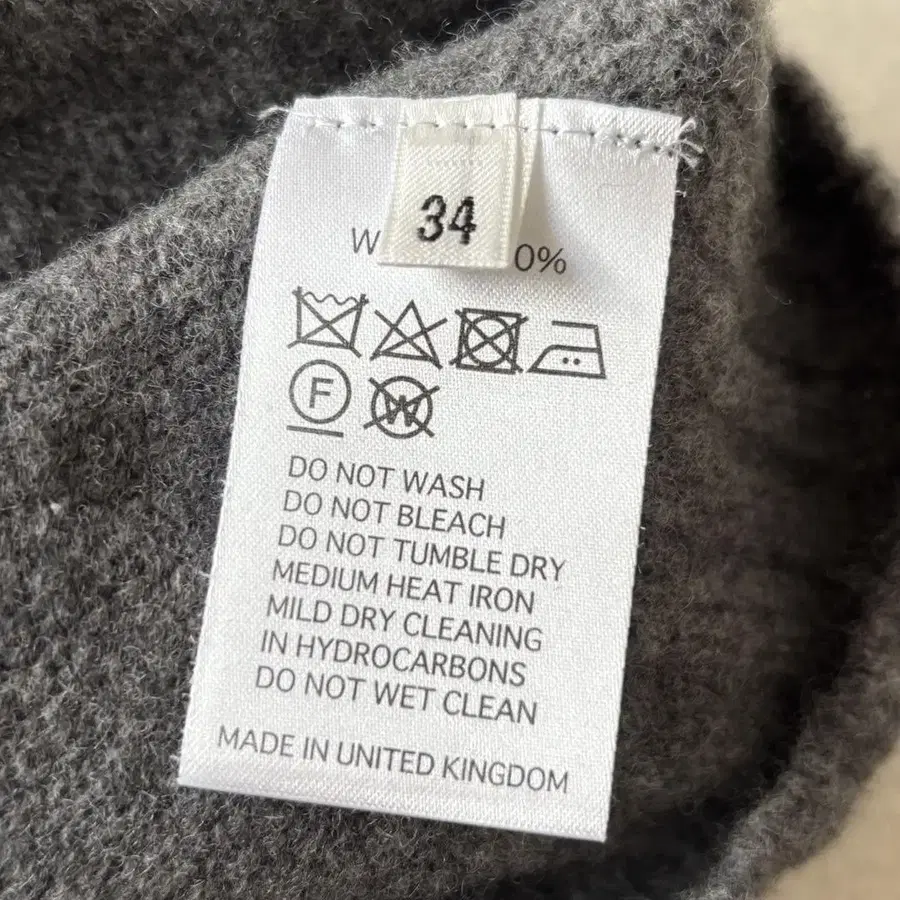 34
0%
F
W
DO NOT WASH
DO NOT BLEACH
DO NOT TUMBLE DRY
MEDIUM HEAT IRON
MILD DRY CLEANING
IN HYDROCARBONS
DO NOT WET CLEAN
MADE IN UNITED KINGDOM